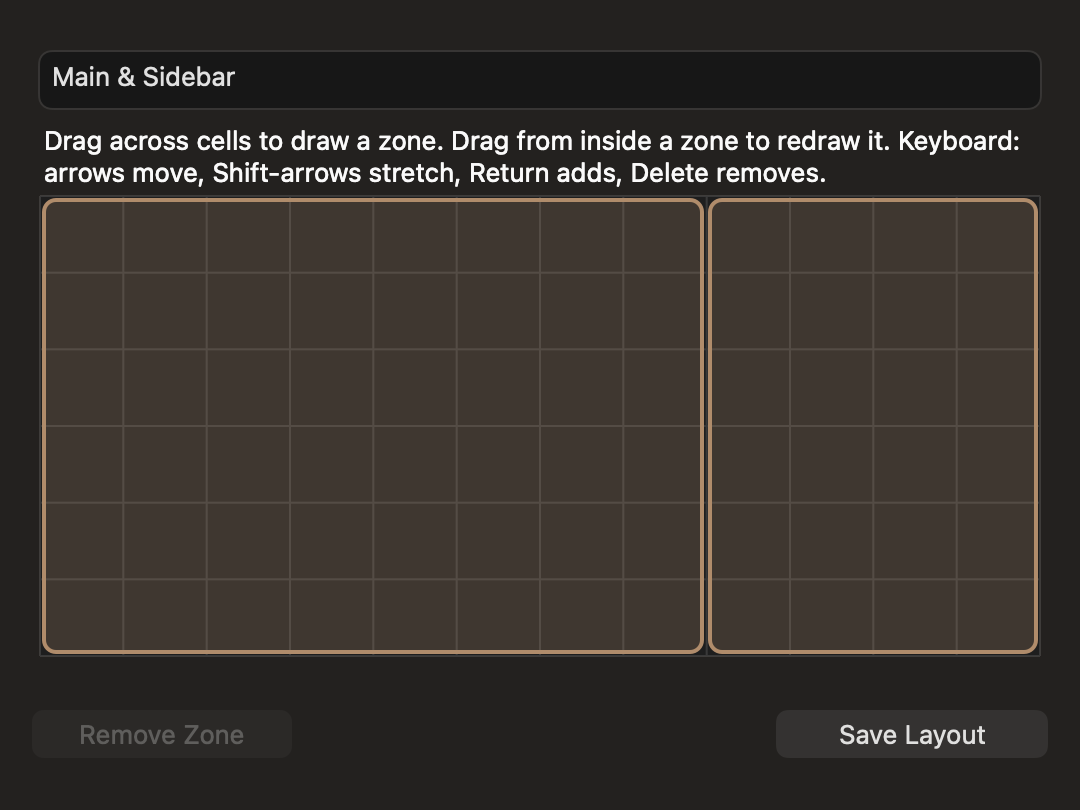 Main & Sidebar
Drag across cells to draw a zone. Drag from inside a zone to redraw it. Keyboard:
arrows move, Shift-arrows stretch, Return adds, Delete removes.
Remove Zone
Save Layout